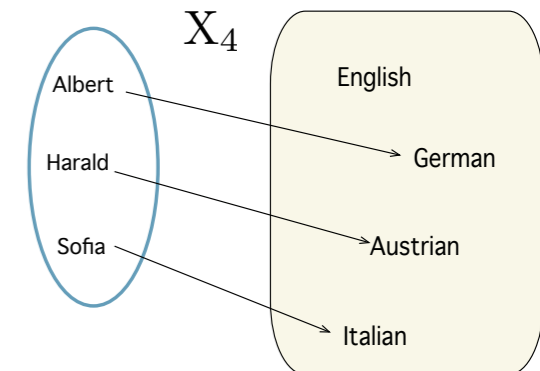 X₄
Albert
Harald
Sofia
English
German
Austrian
Italian